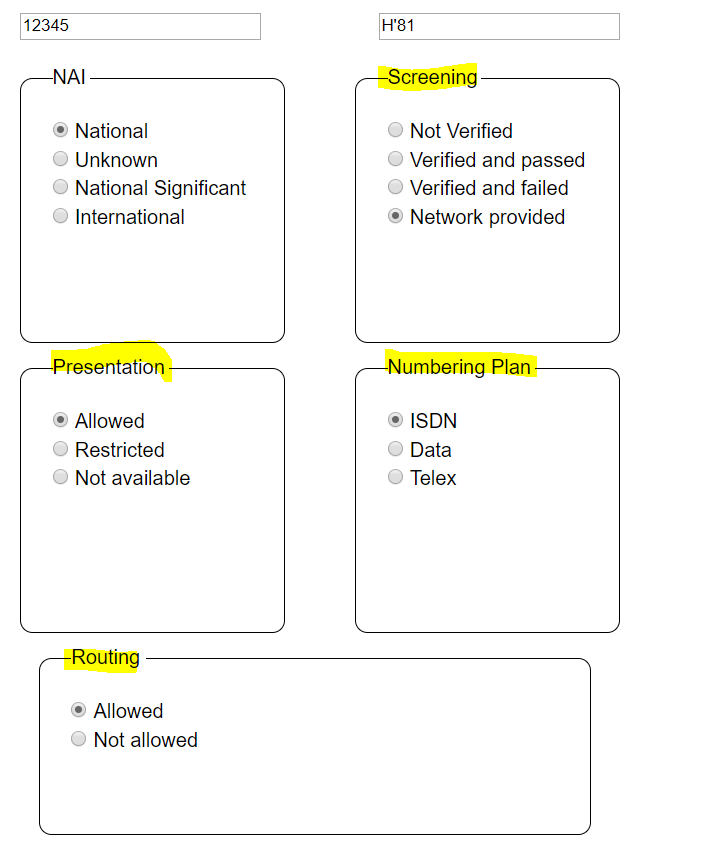 12345
H'81
NAI
National
Unknown
National Significant
International
Screening
Not Verified
Verified and passed
Verified and failed
Network provided
Presentation
Allowed
Restricted
Not available
Numbering Plan
ISDN
Data
Telex
Routing
Allowed
Not allowed